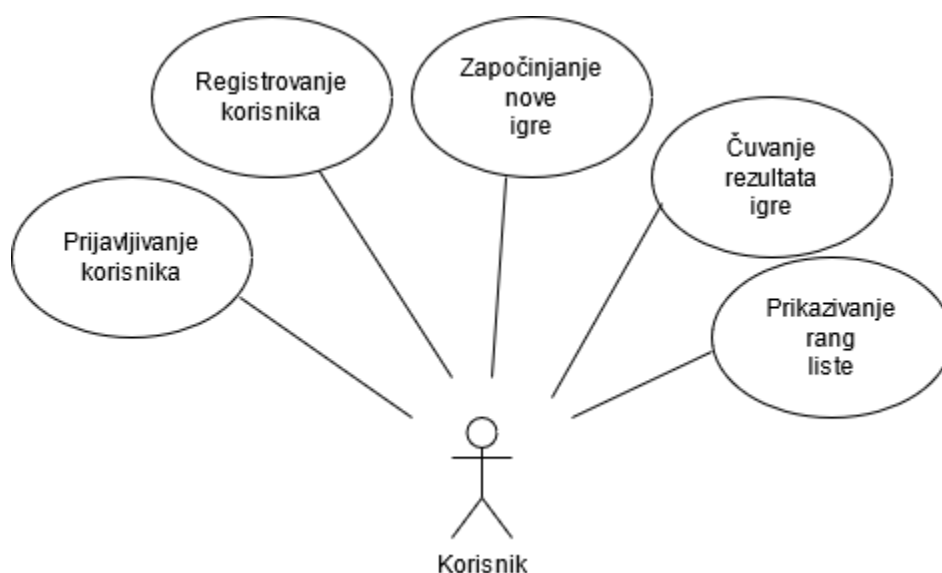 Registrovanje
korisnika
Započinjanje
nove
igre
Čuvanje
rezultata
igre
Prijavljivanje
korisnika
Prikazivanje
rang
liste
Korisnik